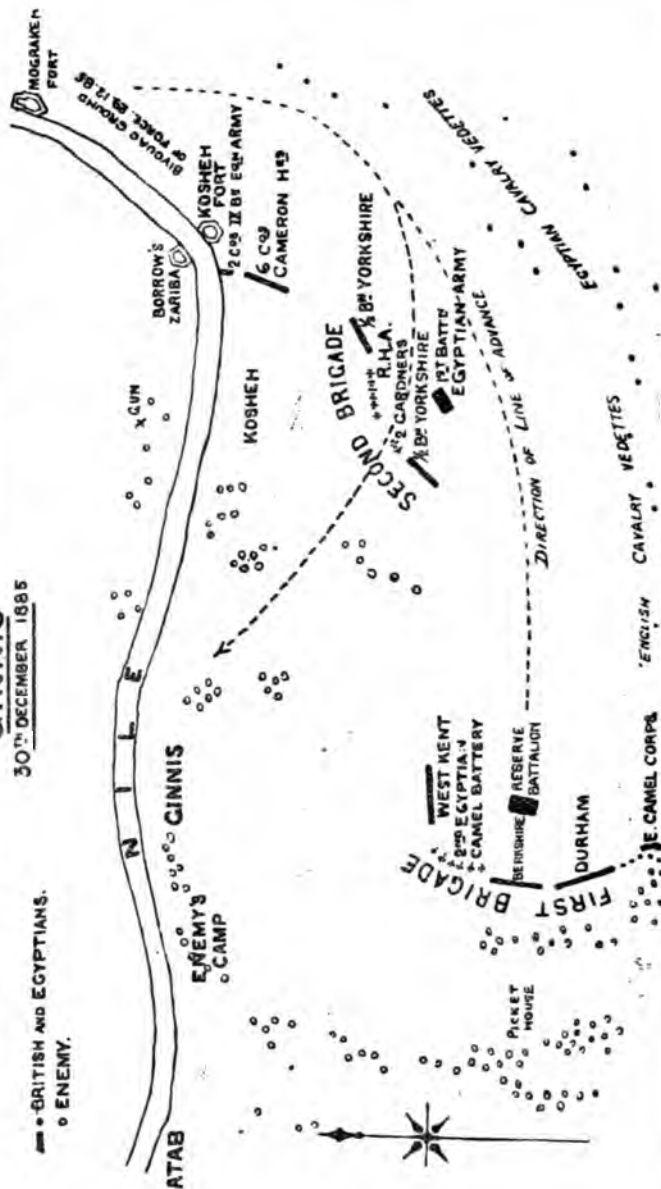 30TH DECEMBER 1885
BRITISH AND EGYPTIANS.
ENEMY.
MOGRAKEH
FORT
BIVOUAC GROUND
OF FORCE, 29.12.85
KOSHEH
FORT
2 Cos IX Bn EGn ARMY
6 Cos
CAMERON Hrs
BORROW'S
ZARIBA
GUN
KOSHEH
SECOND BRIGADE
½ Bn YORKSHIRE
R.H.A.
2 GARDNERS
½ Bn YORKSHIRE
1st BATTn
EGYPTIAN ARMY
EGYPTIAN CAVALRY VEDETTES
DIRECTION OF LINE OF ADVANCE
NILE
GINNIS
ENEMY'S
CAMP
ATAB
WEST KENT
2ND EGYPTIAN
CAMEL BATTERY
BERKSHIRE
RESERVE
BATTALION
DURHAM
FIRST BRIGADE
ENGLISH CAVALRY VEDETTES
E. CAMEL CORPS
PICKET
HOUSE